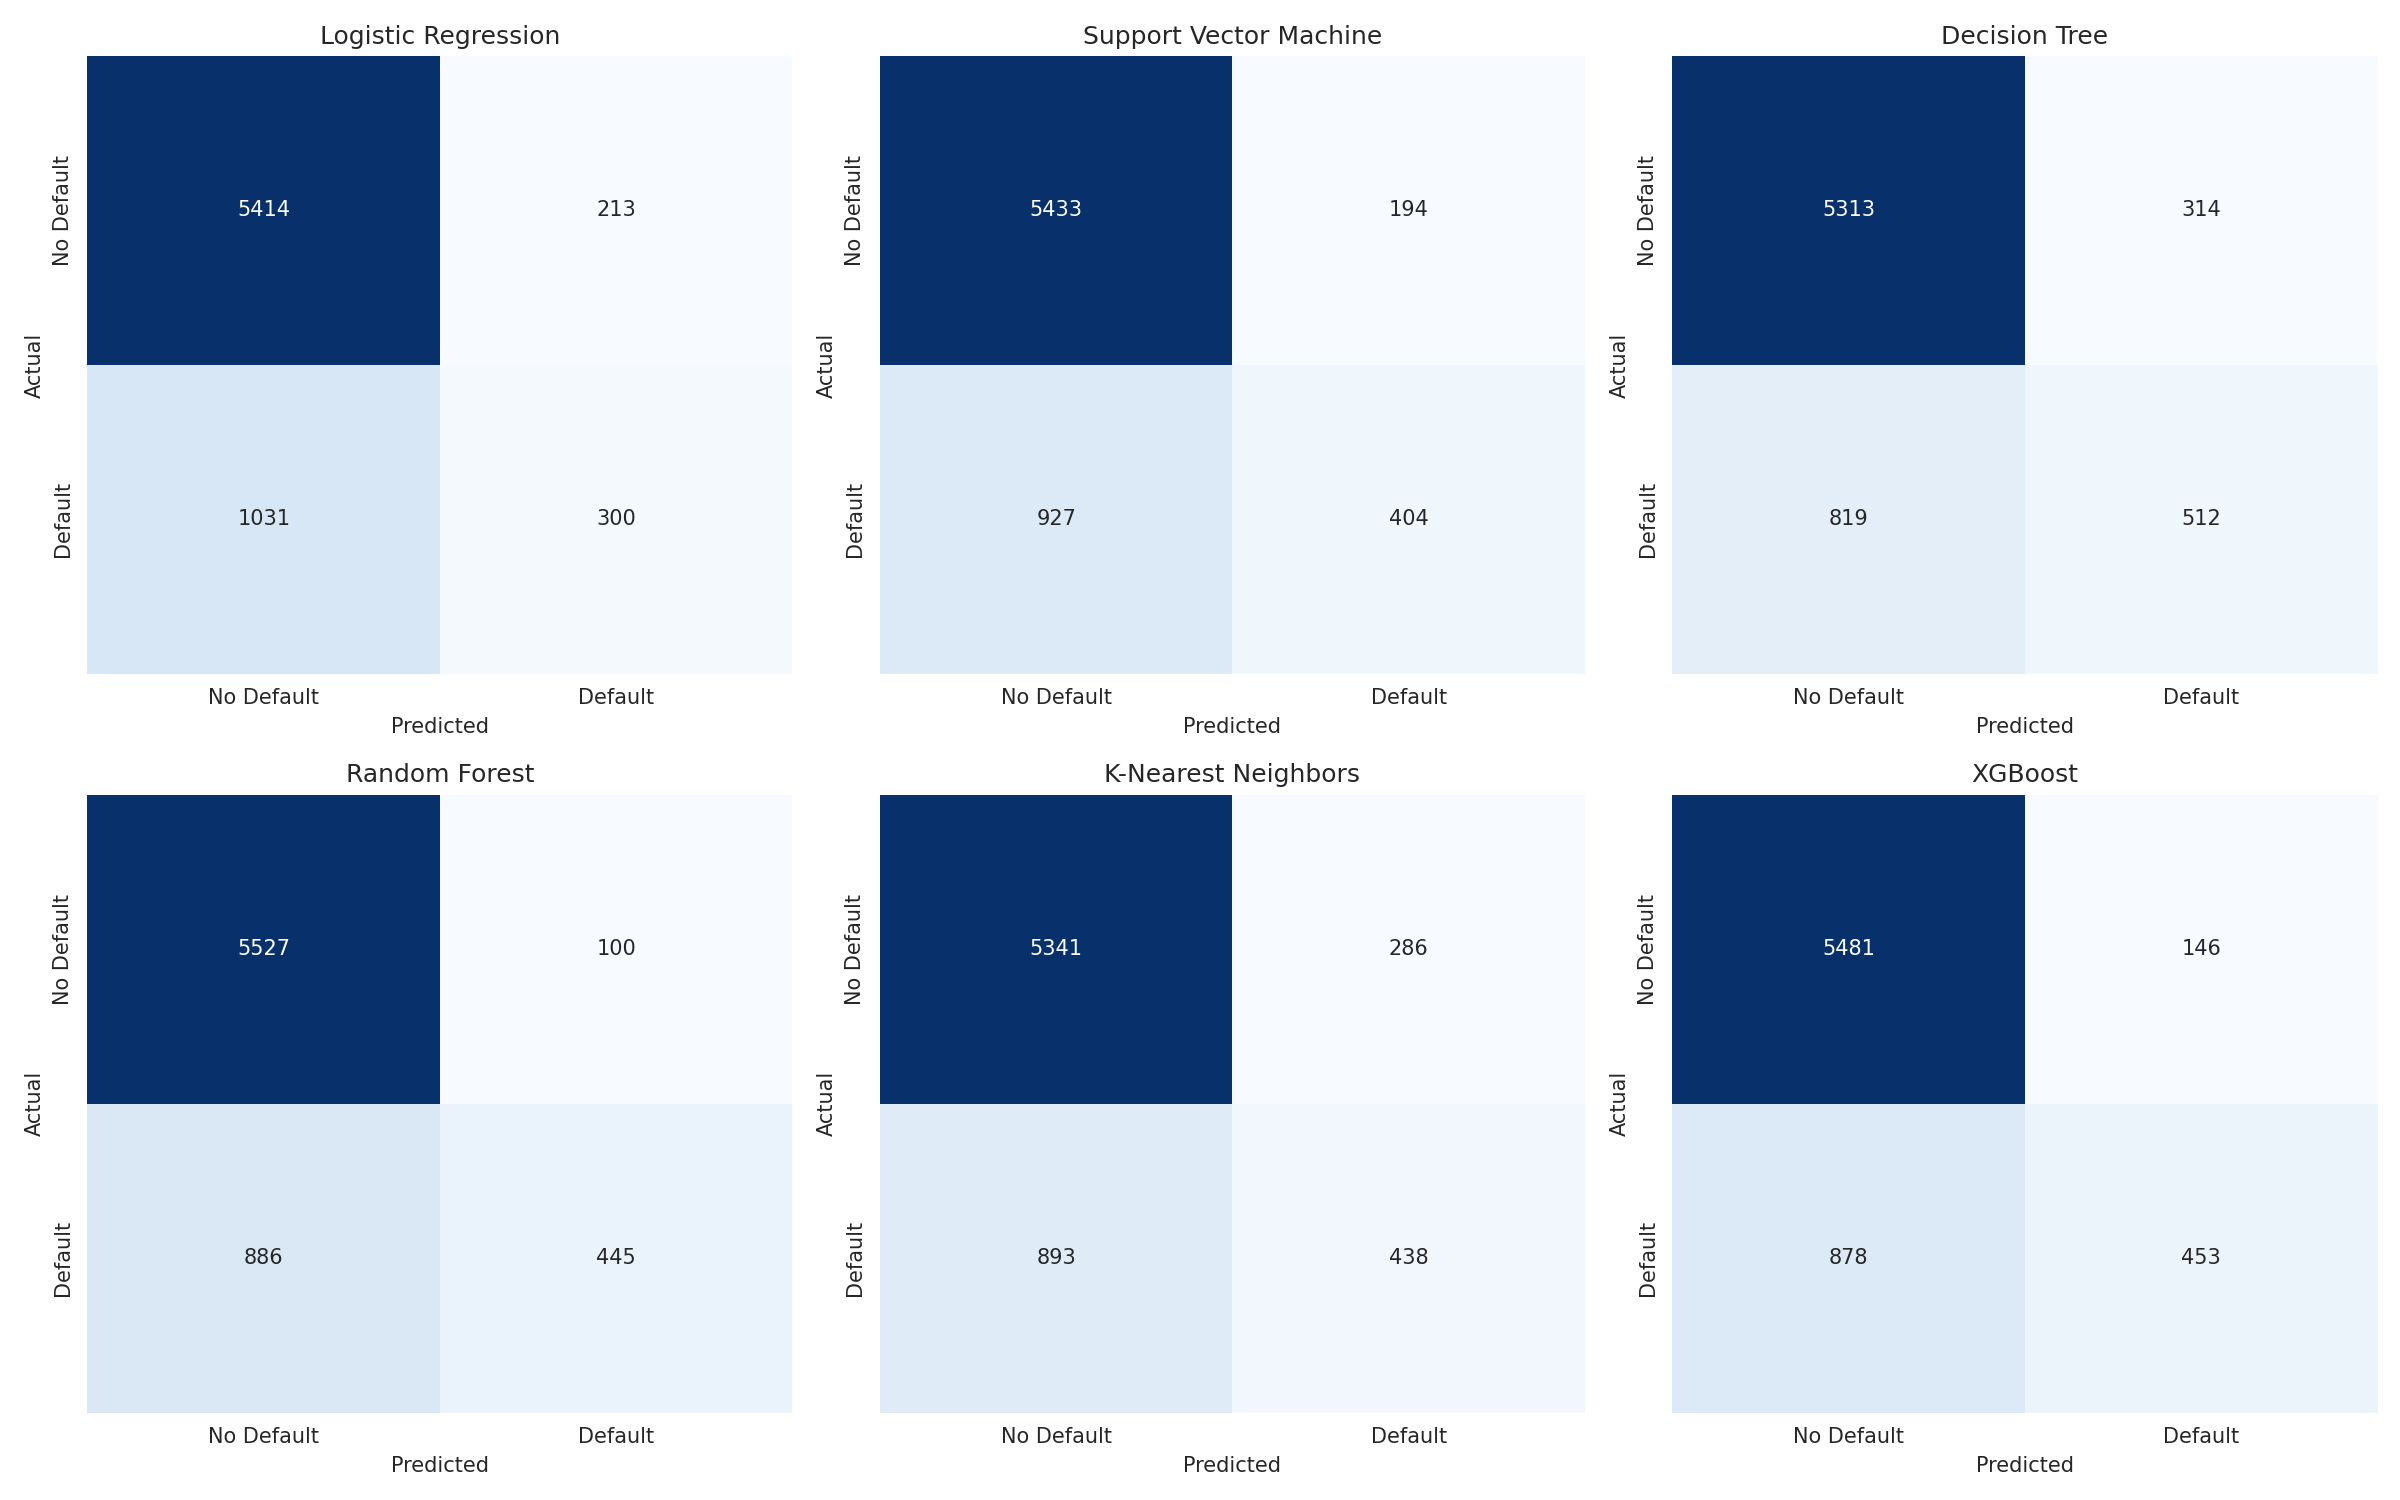 Logistic Regression
Support Vector Machine
Decision Tree
Actual
No Default
5414
213
Default
1031
300
No Default
Default
Predicted
Actual
No Default
5433
194
Default
927
404
No Default
Default
Predicted
Actual
No Default
5313
314
Default
819
512
No Default
Default
Predicted
Random Forest
K-Nearest Neighbors
XGBoost
Actual
No Default
5527
100
Default
886
445
No Default
Default
Predicted
Actual
No Default
5341
286
Default
893
438
No Default
Default
Predicted
Actual
No Default
5481
146
Default
878
453
No Default
Default
Predicted